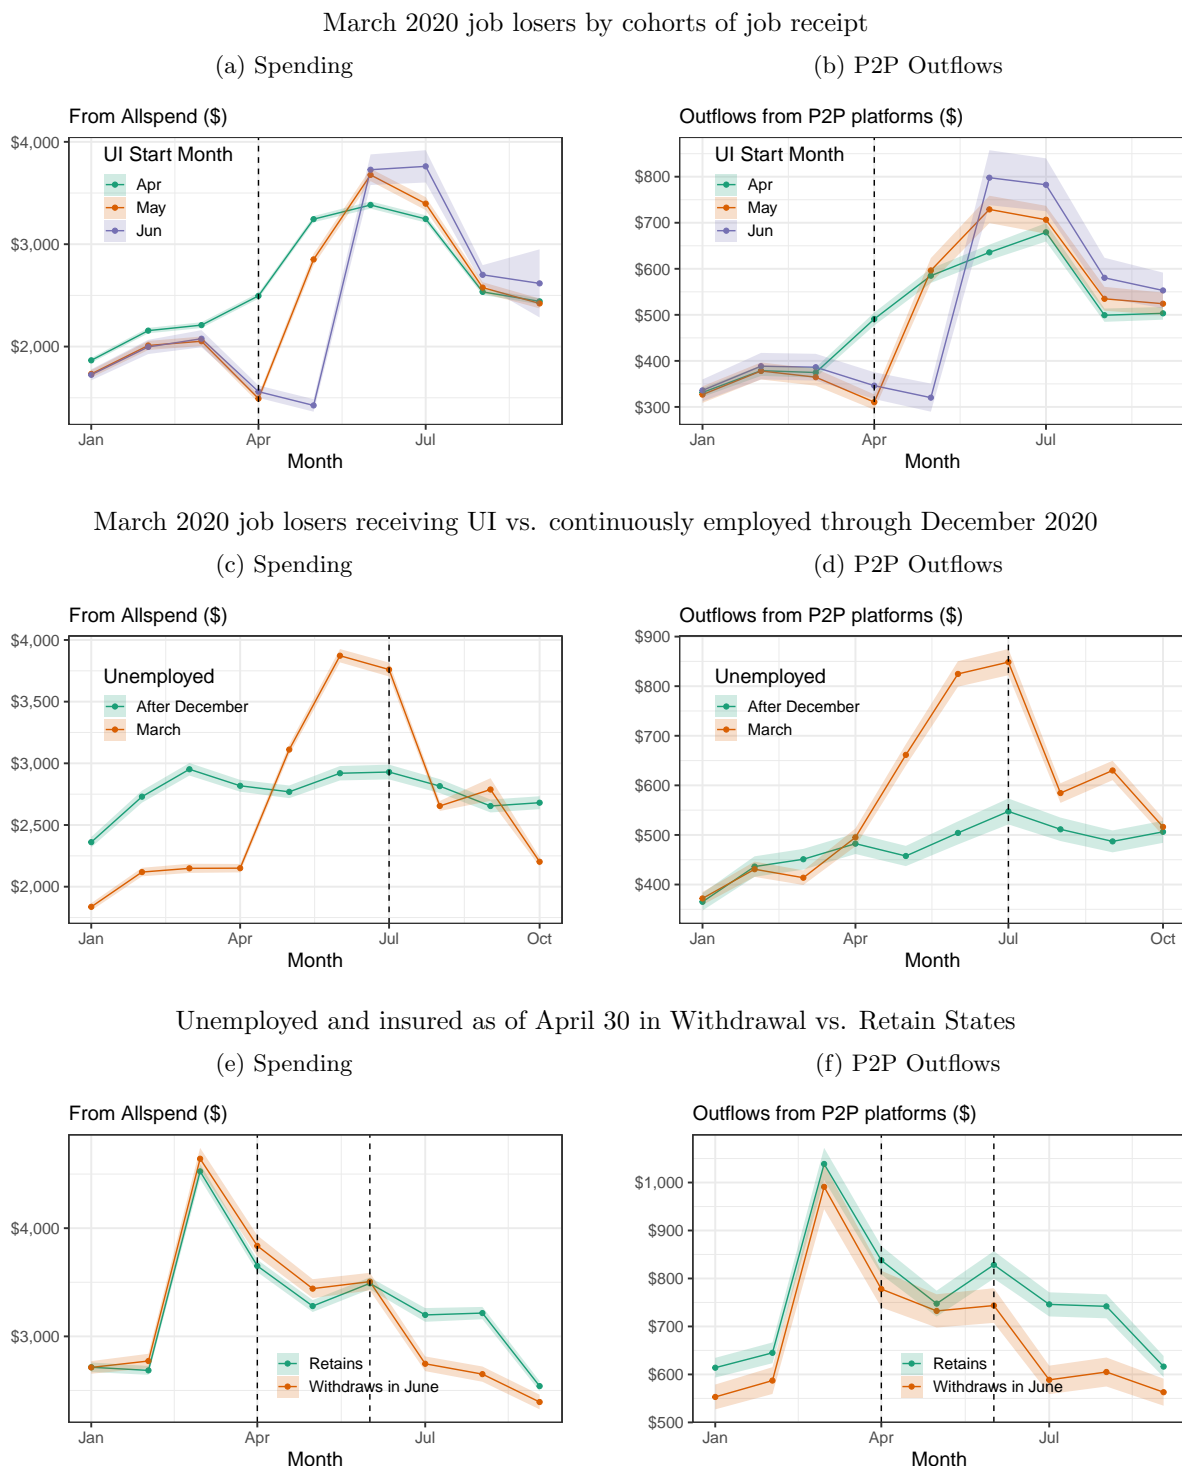 March 2020 job losers by cohorts of job receipt
(a) Spending
(b) P2P Outflows
From Allspend ($)
$4,000
$3,000
$2,000
UI Start Month
Apr
May
Jun
Jan
Apr
Jul
Month
Outflows from P2P platforms ($)
$800
$700
$600
$500
$400
$300
UI Start Month
Apr
May
Jun
Jan
Apr
Jul
Month
March 2020 job losers receiving UI vs. continuously employed through December 2020
(c) Spending
(d) P2P Outflows
From Allspend ($)
$4,000
$3,500
$3,000
$2,500
$2,000
Unemployed
After December
March
Jan
Apr
Jul
Oct
Month
Outflows from P2P platforms ($)
$900
$800
$700
$600
$500
$400
Unemployed
After December
March
Jan
Apr
Jul
Oct
Month
Unemployed and insured as of April 30 in Withdrawal vs. Retain States
(e) Spending
(f) P2P Outflows
From Allspend ($)
$4,000
$3,000
Retains
Withdraws in June
Jan
Apr
Jul
Month
Outflows from P2P platforms ($)
$1,000
$900
$800
$700
$600
$500
Retains
Withdraws in June
Jan
Apr
Jul
Month